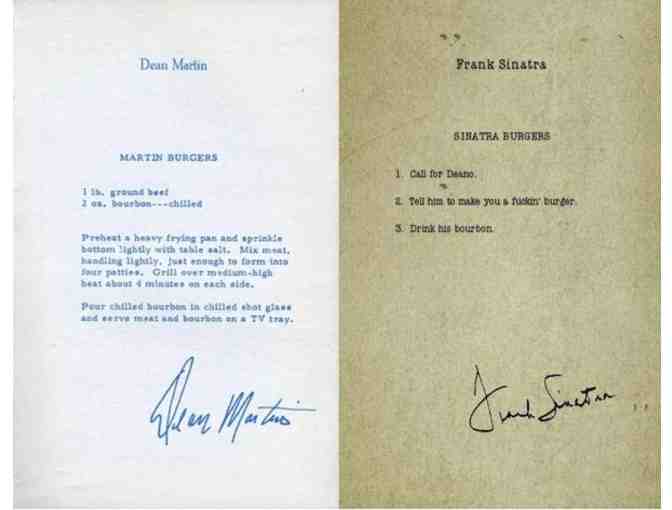 Dean Martin
MARTIN BURGERS
1 lb. ground beef
2 oz. bourbon---chilled
Preheat a heavy frying pan and sprinkle
bottom lightly with table salt. Mix meat,
handling lightly, just enough to form into
four patties. Grill over medium-high
heat about 4 minutes on each side.
Pour chilled bourbon in chilled shot glass
and serve meat and bourbon on a TV tray.
Dean Martin
Frank Sinatra
SINATRA BURGERS
1. Call for Deano.
2. Tell him to make you a fuckin' burger.
3. Drink his bourbon.
Frank Sinatra